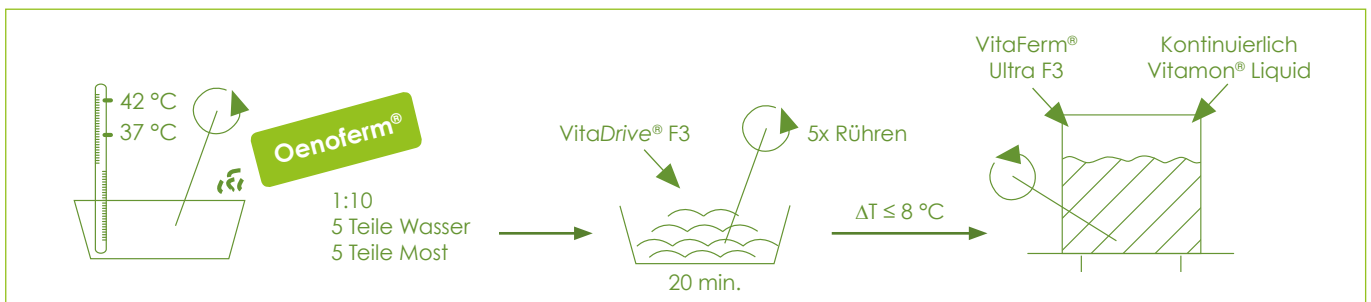 42 °C
37 °C
Oenoferm®
1:10
5 Teile Wasser
5 Teile Most
VitaDrive® F3
5x Rühren
20 min.
ΔT ≤ 8 °C
VitaFerm®
Ultra F3
Kontinuierlich
Vitamon® Liquid